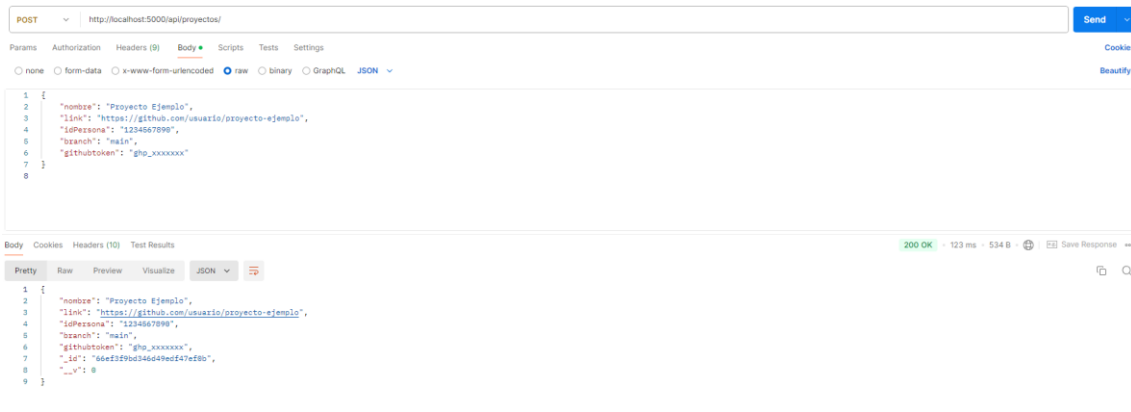 POST http://localhost:5000/api/proyectos/ Send
Params Authorization Headers (9) Body Scripts Tests Settings Cookie
none form-data x-www-form-urlencoded raw binary GraphQL JSON Beautify
1 {
2 "nombre": "Proyecto Ejemplo",
3 "link": "https://github.com/usuario/proyecto-ejemplo",
4 "idPersona": "1234567890",
5 "branch": "main",
6 "githubtoken": "ghp_xxxxxxx"
7 }
8
Body Cookies Headers (10) Test Results 200 OK 123 ms 534 B Save Response
Pretty Raw Preview Visualize JSON
1 {
2 "nombre": "Proyecto Ejemplo",
3 "link": "https://github.com/usuario/proyecto-ejemplo",
4 "idPersona": "1234567890",
5 "branch": "main",
6 "githubtoken": "ghp_xxxxxxx",
7 "_id": "66ef3f9bd346d49edf47ef8b",
8 "__v": 0
9 }